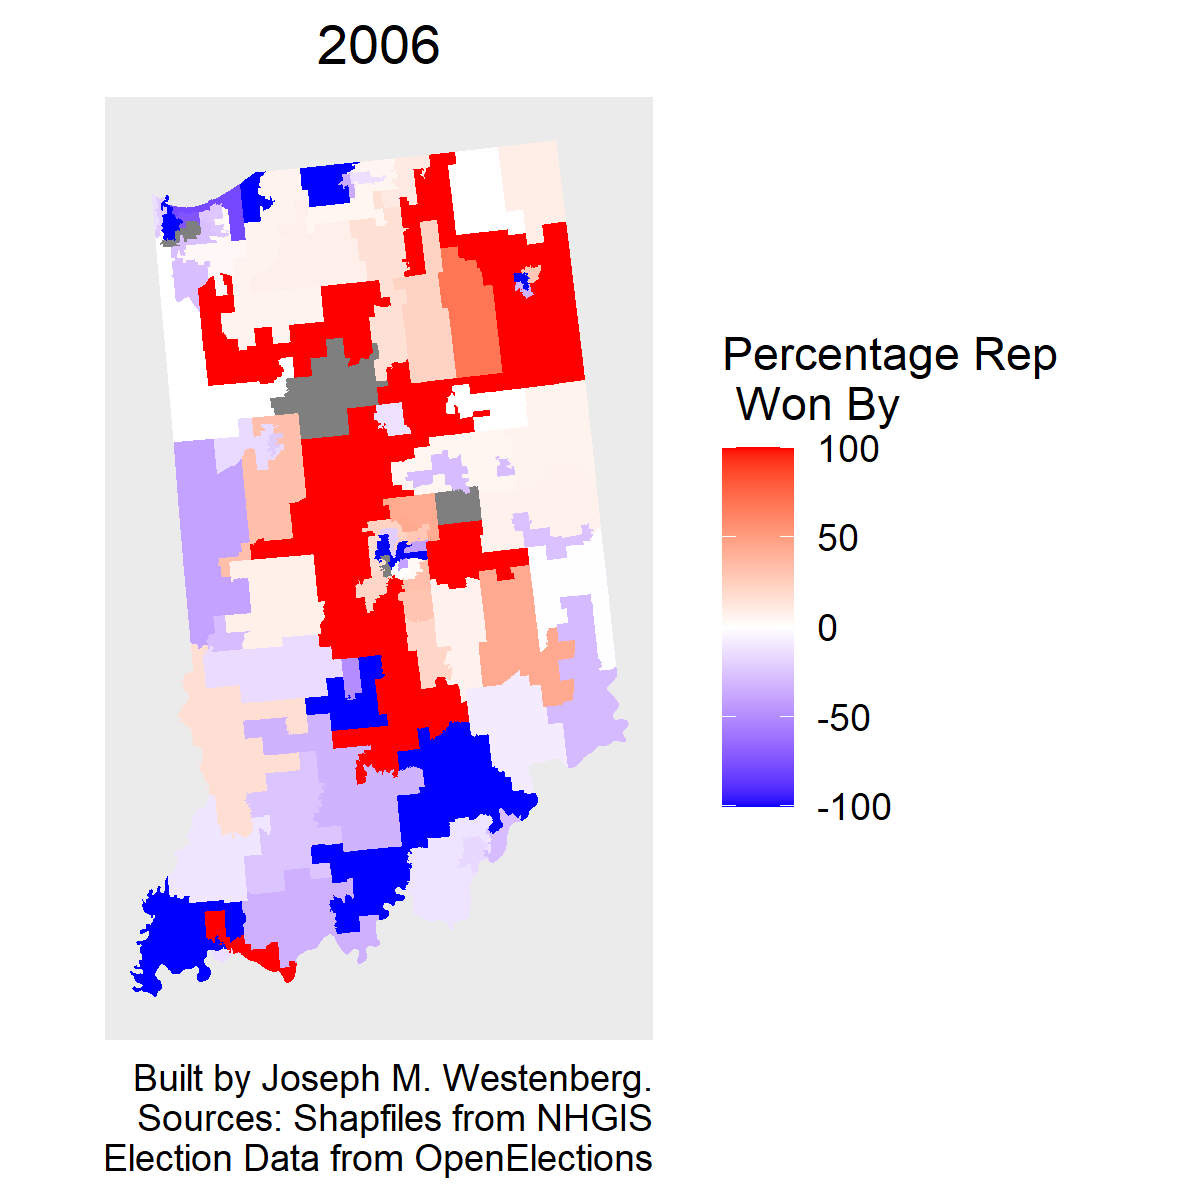 2006
Percentage Rep
Won By
100
50
0
-50
-100
Built by Joseph M. Westenberg.
Sources: Shapfiles from NHGIS
Election Data from OpenElections